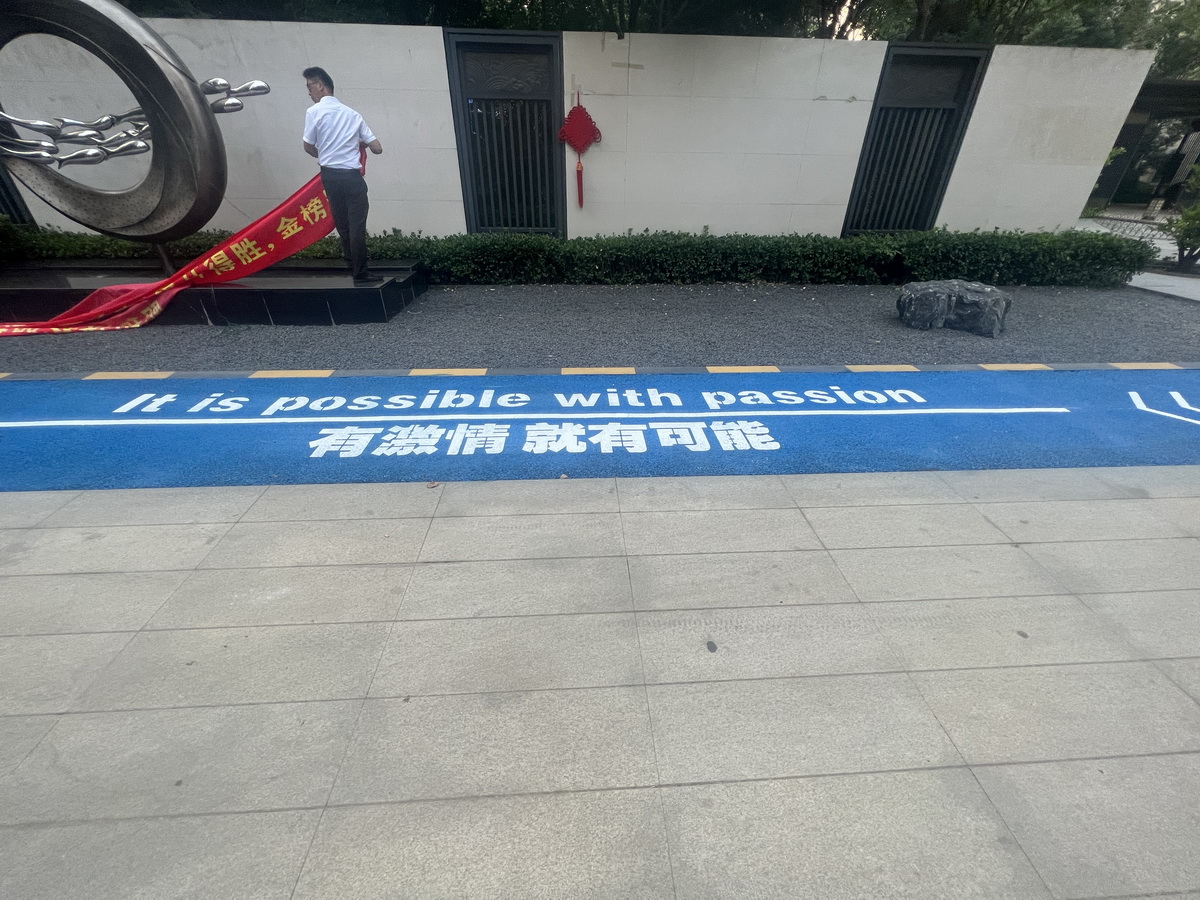 得胜，金榜
It is possible with passion
有激情 就有可能